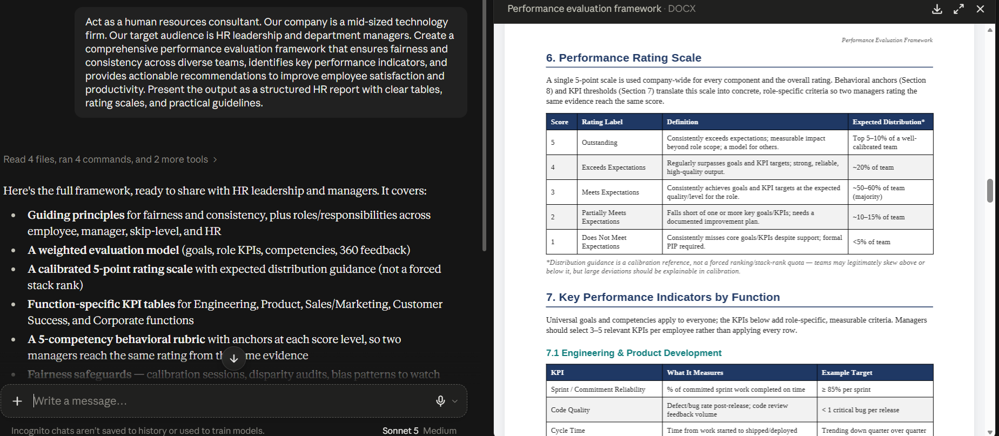 Act as a human resources consultant. Our company is a mid-sized technology
firm. Our target audience is HR leadership and department managers. Create a
comprehensive performance evaluation framework that ensures fairness and
consistency across diverse teams, identifies key performance indicators, and
provides actionable recommendations to improve employee satisfaction and
productivity. Present the output as a structured HR report with clear tables,
rating scales, and practical guidelines.
Read 4 files, ran 4 commands, and 2 more tools
Here's the full framework, ready to share with HR leadership and managers. It covers:
• Guiding principles for fairness and consistency, plus roles/responsibilities across
employee, manager, skip-level, and HR
• A weighted evaluation model (goals, role KPIs, competencies, 360 feedback)
• A calibrated 5-point rating scale with expected distribution guidance (not a forced
stack rank)
• Function-specific KPI tables for Engineering, Product, Sales/Marketing, Customer
Success, and Corporate functions
• A 5-competency behavioral rubric with anchors at each score level, so two
managers reach the same rating from me evidence
• Fairness safeguards — calibration sessions, disparity audits, bias patterns to watch
Write a message...
Incognito chats aren't saved to history or used to train models.
Sonnet 5 Medium
Performance evaluation framework · DOCX
Performance Evaluation Framework
6. Performance Rating Scale
A single 5-point scale is used company-wide for every component and the overall rating. Behavioral anchors (Section
8) and KPI thresholds (Section 7) translate this scale into concrete, role-specific criteria so two managers rating the
same evidence reach the same score.
Score Rating Label Definition Expected Distribution*
5 Outstanding Consistently exceeds expectations; measurable impact
beyond role scope; a model for others. Top 5–10% of a well-
calibrated team
4 Exceeds Expectations Regularly surpasses goals and KPI targets; strong, reliable,
high-quality output. ~20% of team
3 Meets Expectations Consistently achieves goals and KPI targets at the expected
quality/level for the role. ~50–60% of team
(majority)
2 Partially Meets
Expectations Falls short of one or more key goals/KPIs; needs a
documented improvement plan. ~10–15% of team
1 Does Not Meet
Expectations Consistently misses core goals/KPIs despite support; formal
PIP required. <5% of team
*Distribution guidance is a calibration reference, not a forced ranking/stack-rank quota — teams may legitimately skew above or
below it, but large deviations should be explainable in calibration.
7. Key Performance Indicators by Function
Universal goals and competencies apply to everyone; the KPIs below add role-specific, measurable criteria. Managers
should select 3–5 relevant KPIs per employee rather than applying every row.
7.1 Engineering & Product Development
KPI What It Measures Example Target
Sprint / Commitment Reliability % of committed sprint work completed on time ≥ 85% per sprint
Code Quality Defect/bug rate post-release; code review
feedback volume < 1 critical bug per release
Cycle Time Time from work started to shipped/deployed Trending down quarter over quarter